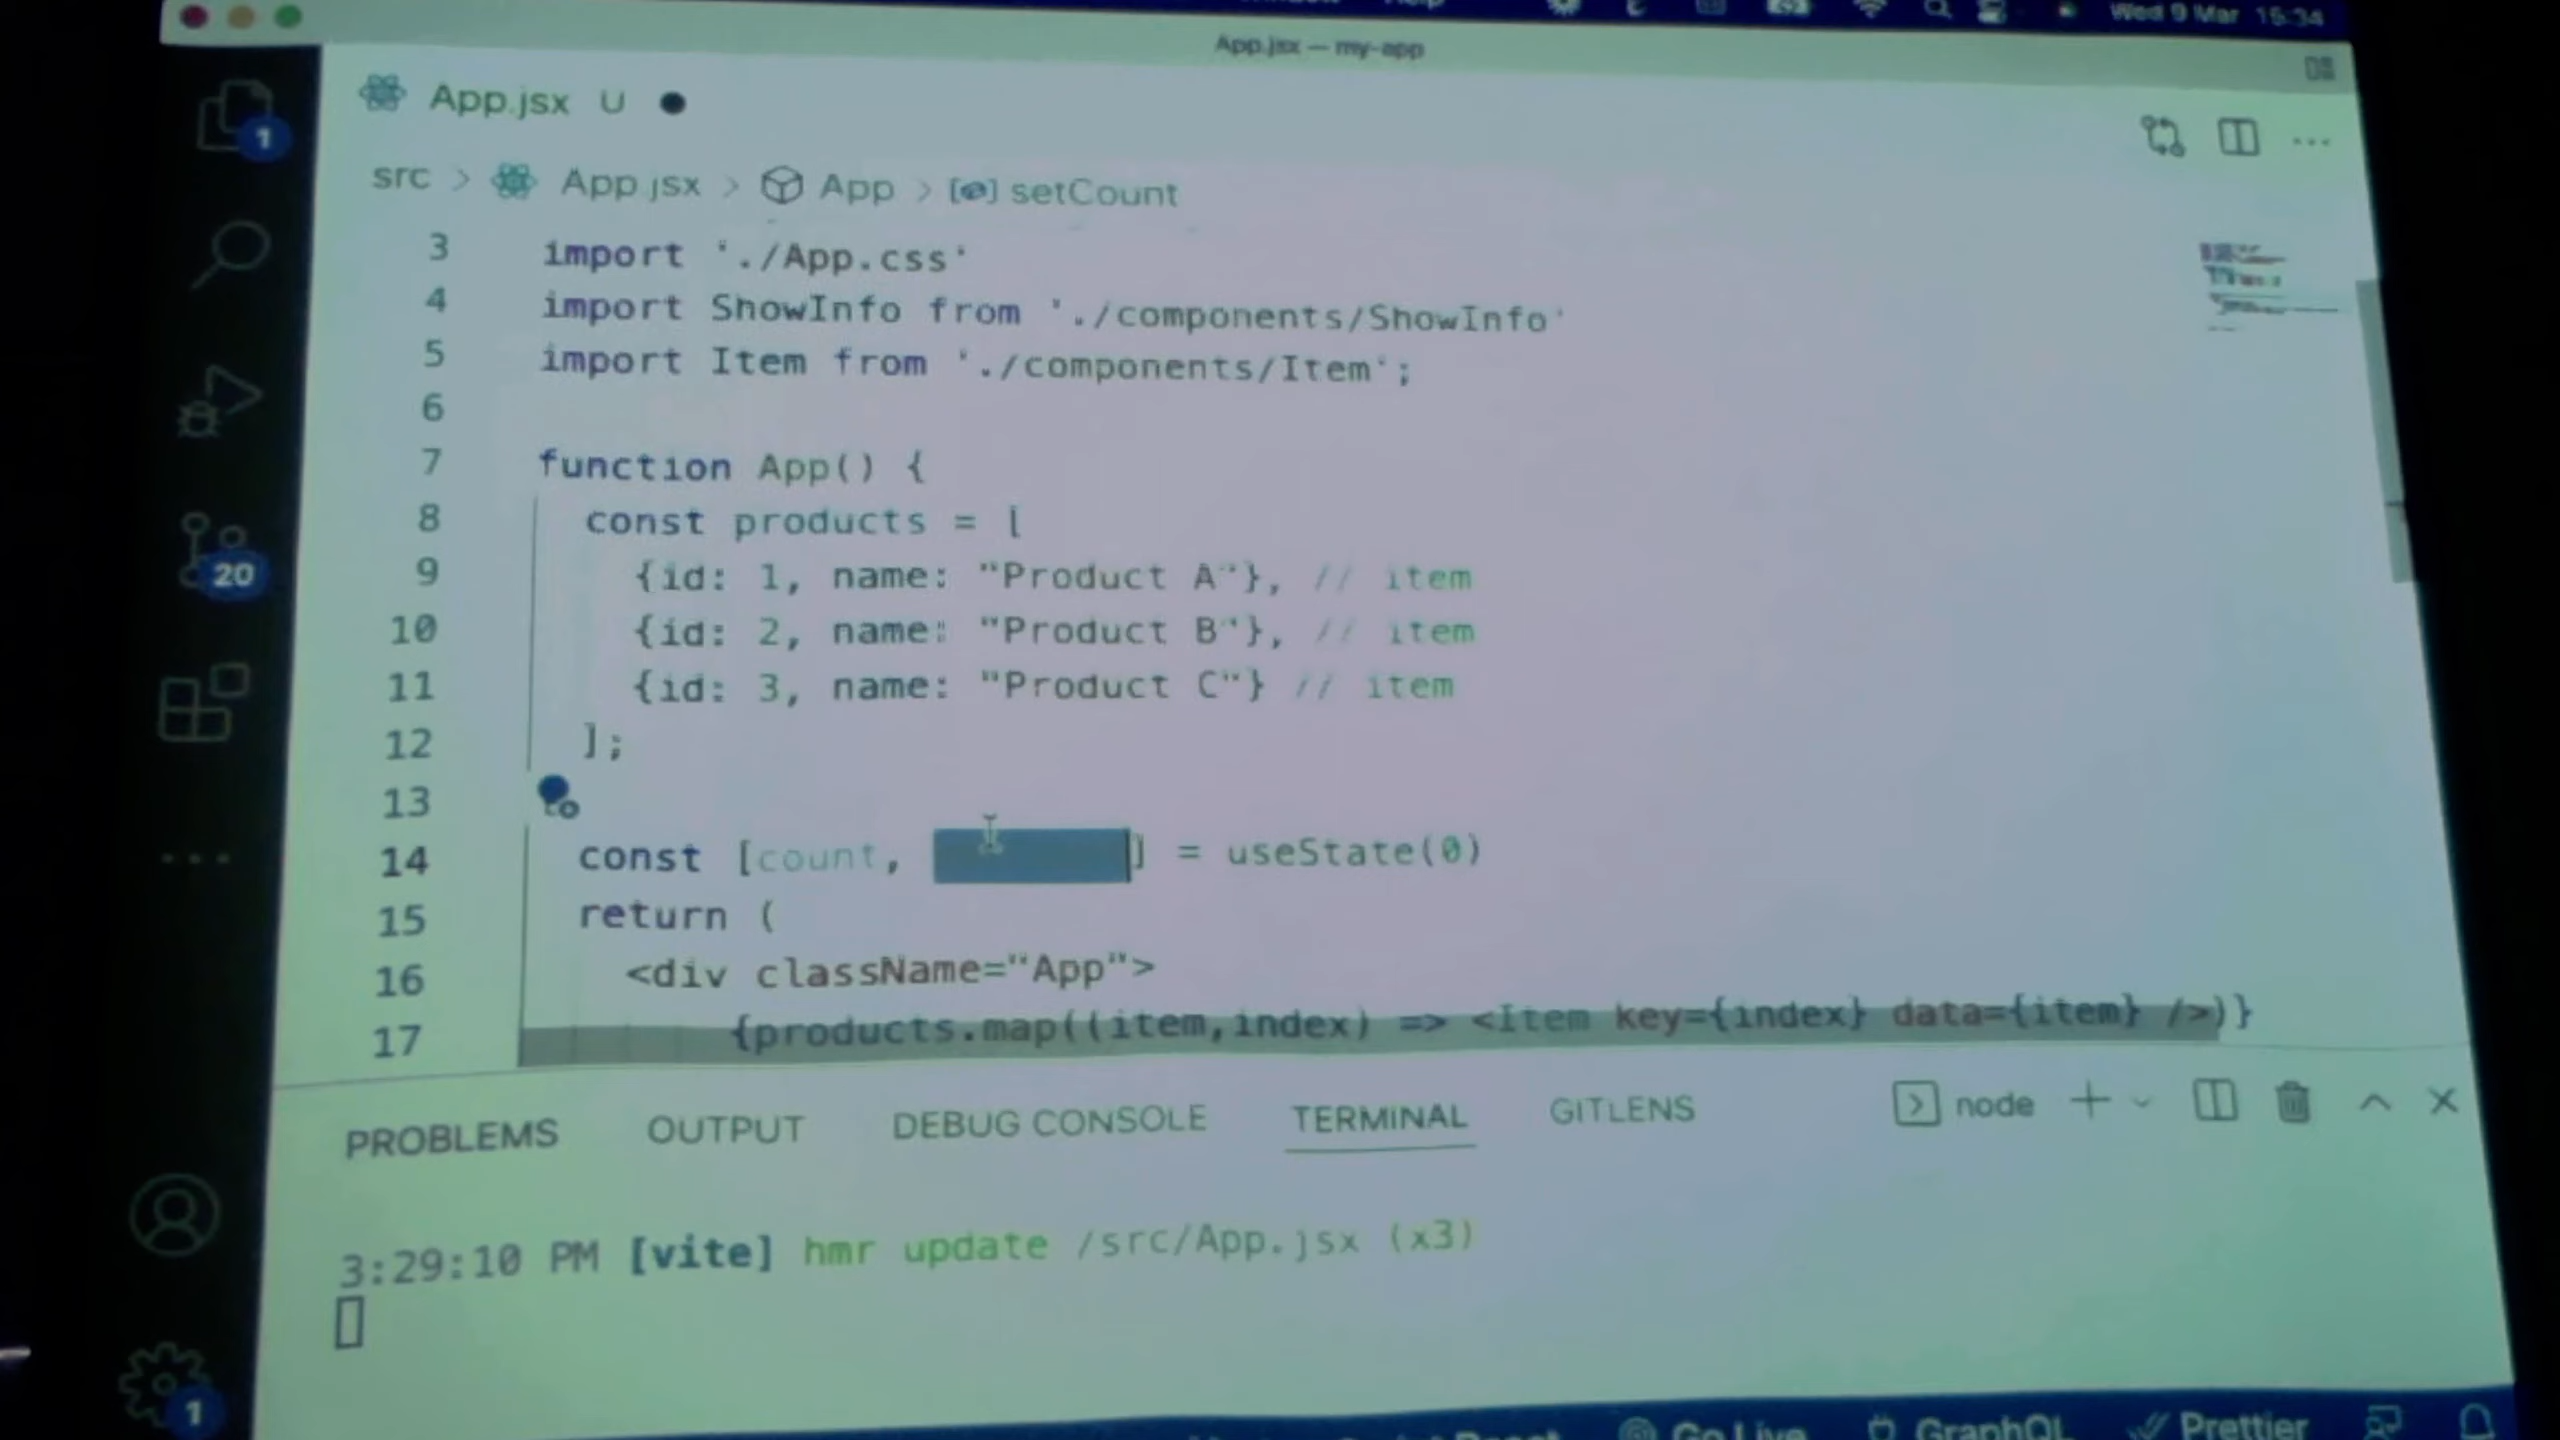 Wed 9 Mar 15:34
App.jsx — my-app
App.jsx U
src > App.jsx > App > setCount
3 import './App.css'
4 import ShowInfo from './components/ShowInfo'
5 import Item from './components/Item';
6
7 function App() {
8 const products = [
9 {id: 1, name: "Product A"}, // item
10 {id: 2, name: "Product B"}, // item
11 {id: 3, name: "Product C"} // item
12 ];
13
14 const [count, ] = useState(0)
15 return (
16 <div className="App">
17 {products.map((item,index) => <Item key={index} data={item} />)}
1
20
PROBLEMS OUTPUT DEBUG CONSOLE TERMINAL GITLENS node
3:29:10 PM [vite] hmr update /src/App.jsx (x3)
1
Go Live GraphQL Prettier